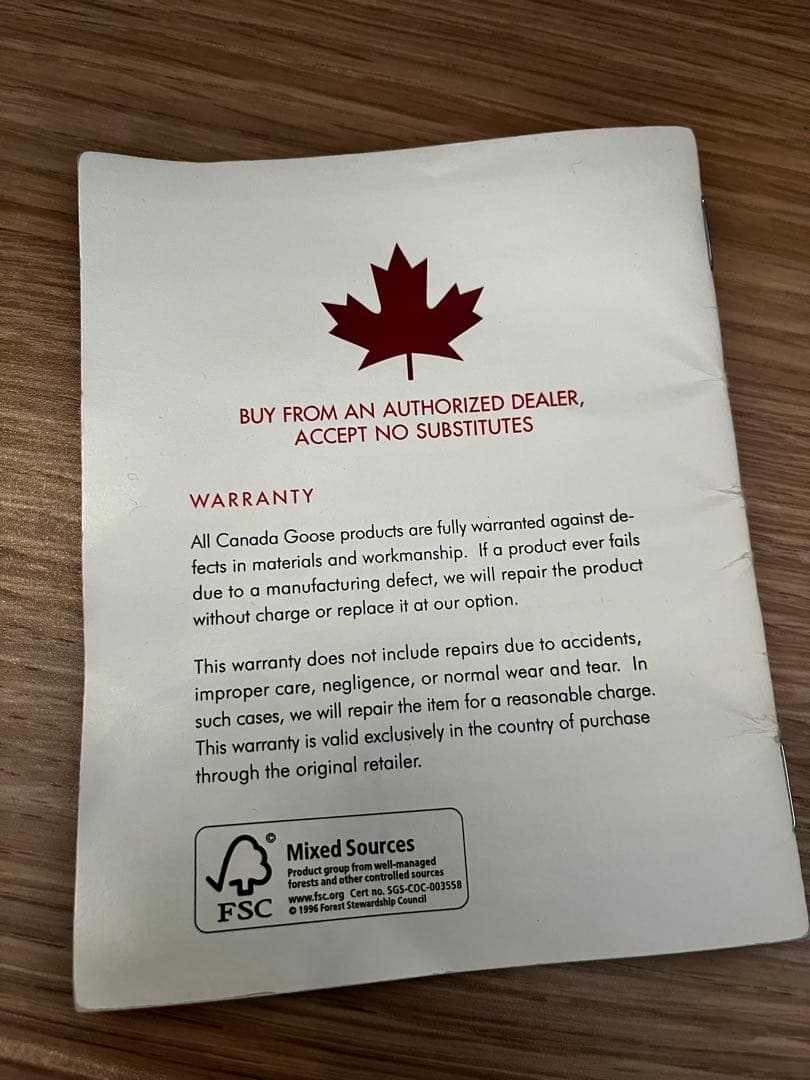 BUY FROM AN AUTHORIZED DEALER,
ACCEPT NO SUBSTITUTES
WARRANTY
All Canada Goose products are fully warranted against de-
fects in materials and workmanship. If a product ever fails
due to a manufacturing defect, we will repair the product
without charge or replace it at our option.
This warranty does not include repairs due to accidents,
improper care, negligence, or normal wear and tear. In
such cases, we will repair the item for a reasonable charge.
This warranty is valid exclusively in the country of purchase
through the original retailer.
©
FSC
Mixed Sources
Product group from well-managed
forests and other controlled sources
www.fsc.org Cert no. SGS-COC-003558
© 1996 Forest Stewardship Council